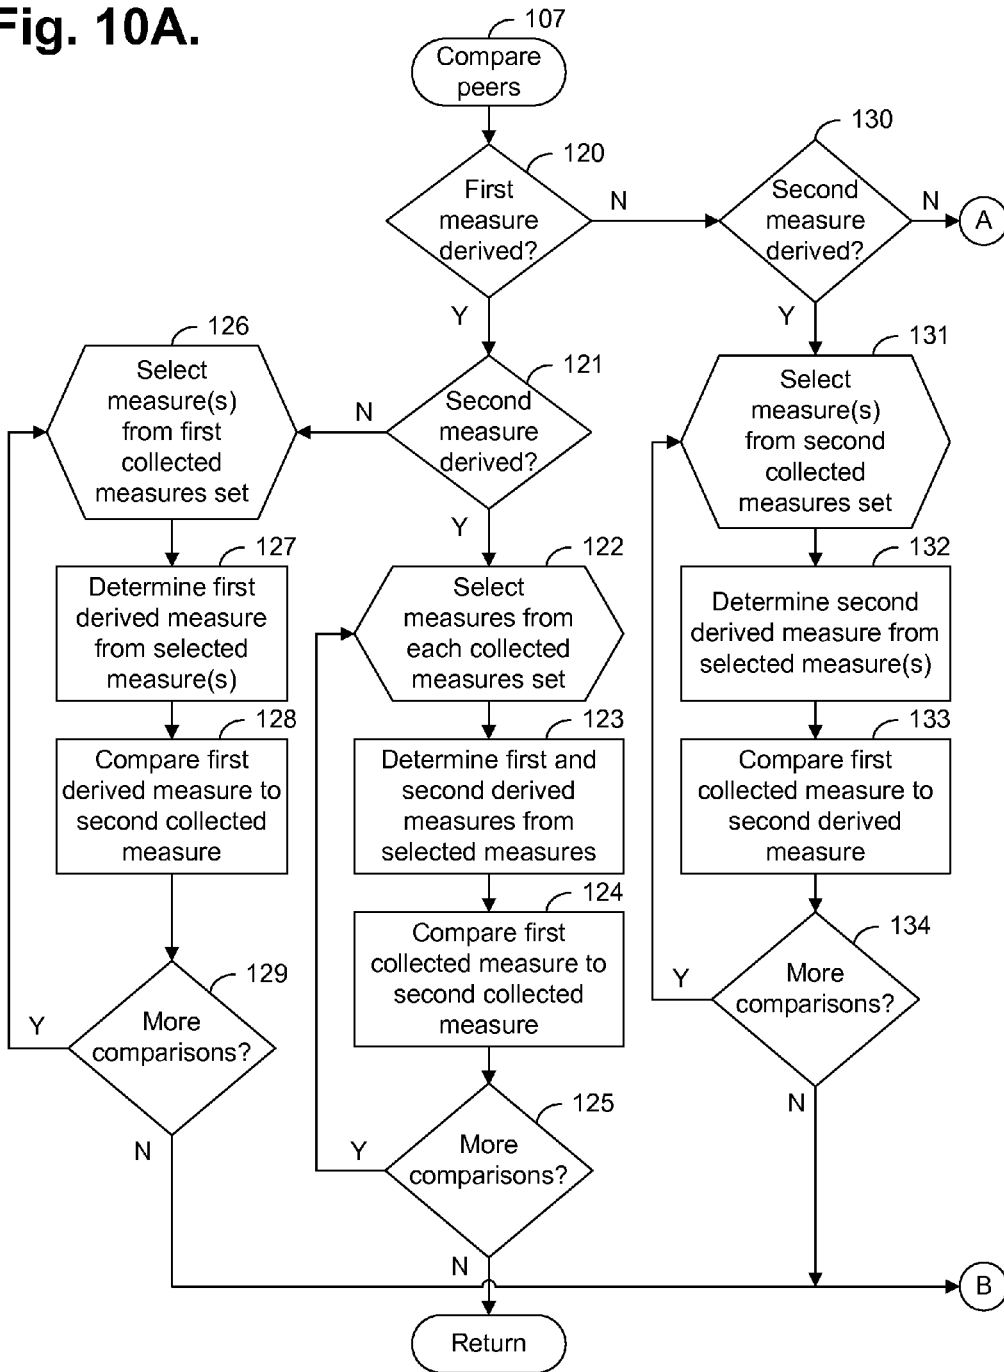 Fig. 10A.
107
Compare
peers
120
First
measure
derived?
N
Y
130
Second
measure
derived?
N
A
Y
126
Select
measure(s)
from first
collected
measures set
121
Second
measure
derived?
N
Y
131
Select
measure(s)
from second
collected
measures set
127
Determine first
derived measure
from selected
measure(s)
122
Select
measures from
each collected
measures set
132
Determine second
derived measure from
selected measure(s)
128
Compare first
derived measure to
second collected
measure
123
Determine first and
second derived
measures from
selected measures
133
Compare first
collected measure to
second derived
measure
124
Compare first
collected measure to
second collected
measure
134
More
comparisons?
Y
N
129
More
comparisons?
Y
N
125
More
comparisons?
Y
N
B
Return